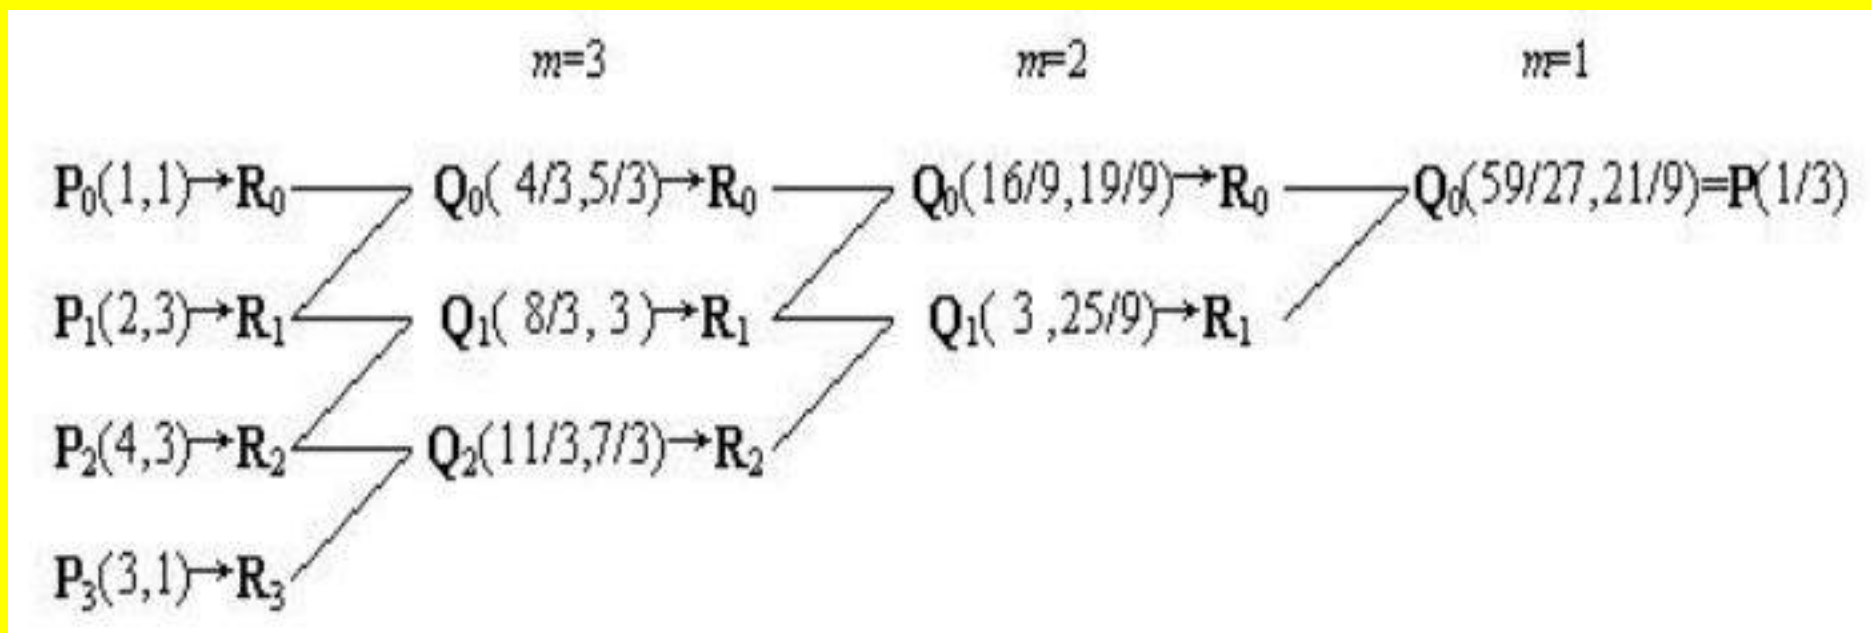 m=3 m=2 m=1
P₀(1,1)→R₀ Q₀( 4/3,5/3)→R₀ Q₀(16/9,19/9)→R₀ Q₀(59/27,21/9)=P(1/3)
P₁(2,3)→R₁ Q₁( 8/3, 3 )→R₁ Q₁( 3 ,25/9)→R₁
P₂(4,3)→R₂ Q₂(11/3,7/3)→R₂
P₃(3,1)→R₃